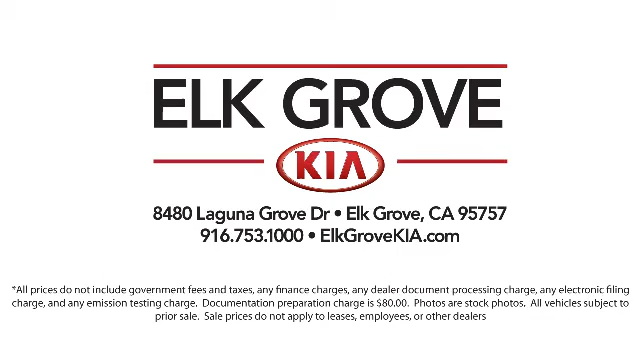 ELK GROVE
KIA
8480 Laguna Grove Dr • Elk Grove, CA 95757
916.753.1000 • ElkGroveKIA.com
*All prices do not include government fees and taxes, any finance charges, any dealer document processing charge, any electronic filing
charge, and any emission testing charge. Documentation preparation charge is $80.00. Photos are stock photos. All vehicles subject to
prior sale. Sale prices do not apply to leases, employees, or other dealers